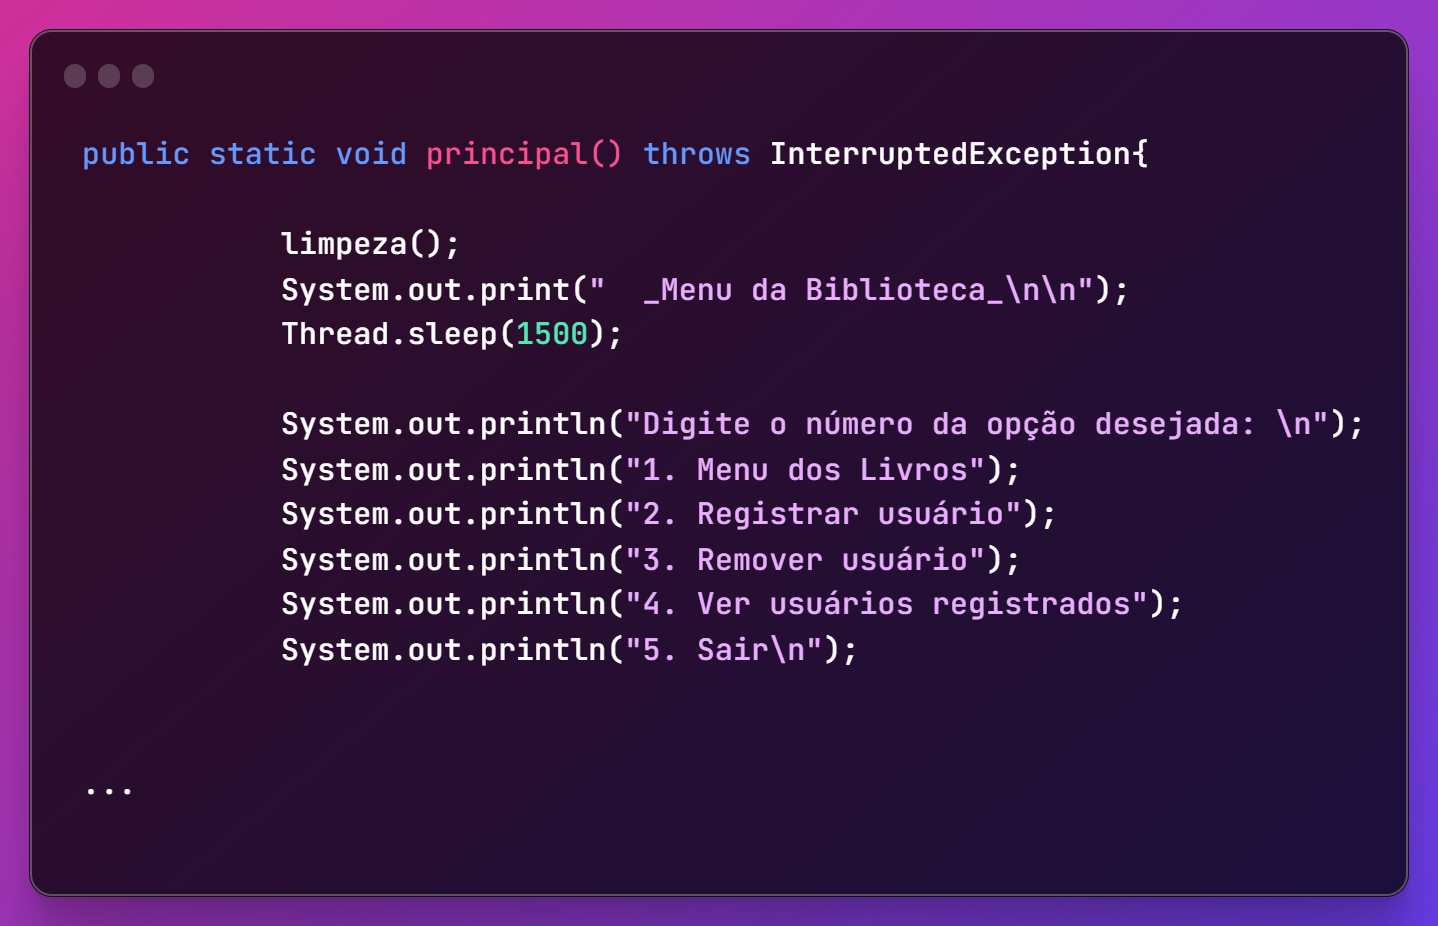 public static void principal() throws InterruptedException{
limpeza();
System.out.print("  _Menu da Biblioteca_\n\n");
Thread.sleep(1500);
System.out.println("Digite o número da opção desejada: \n");
System.out.println("1. Menu dos Livros");
System.out.println("2. Registrar usuário");
System.out.println("3. Remover usuário");
System.out.println("4. Ver usuários registrados");
System.out.println("5. Sair\n");
...